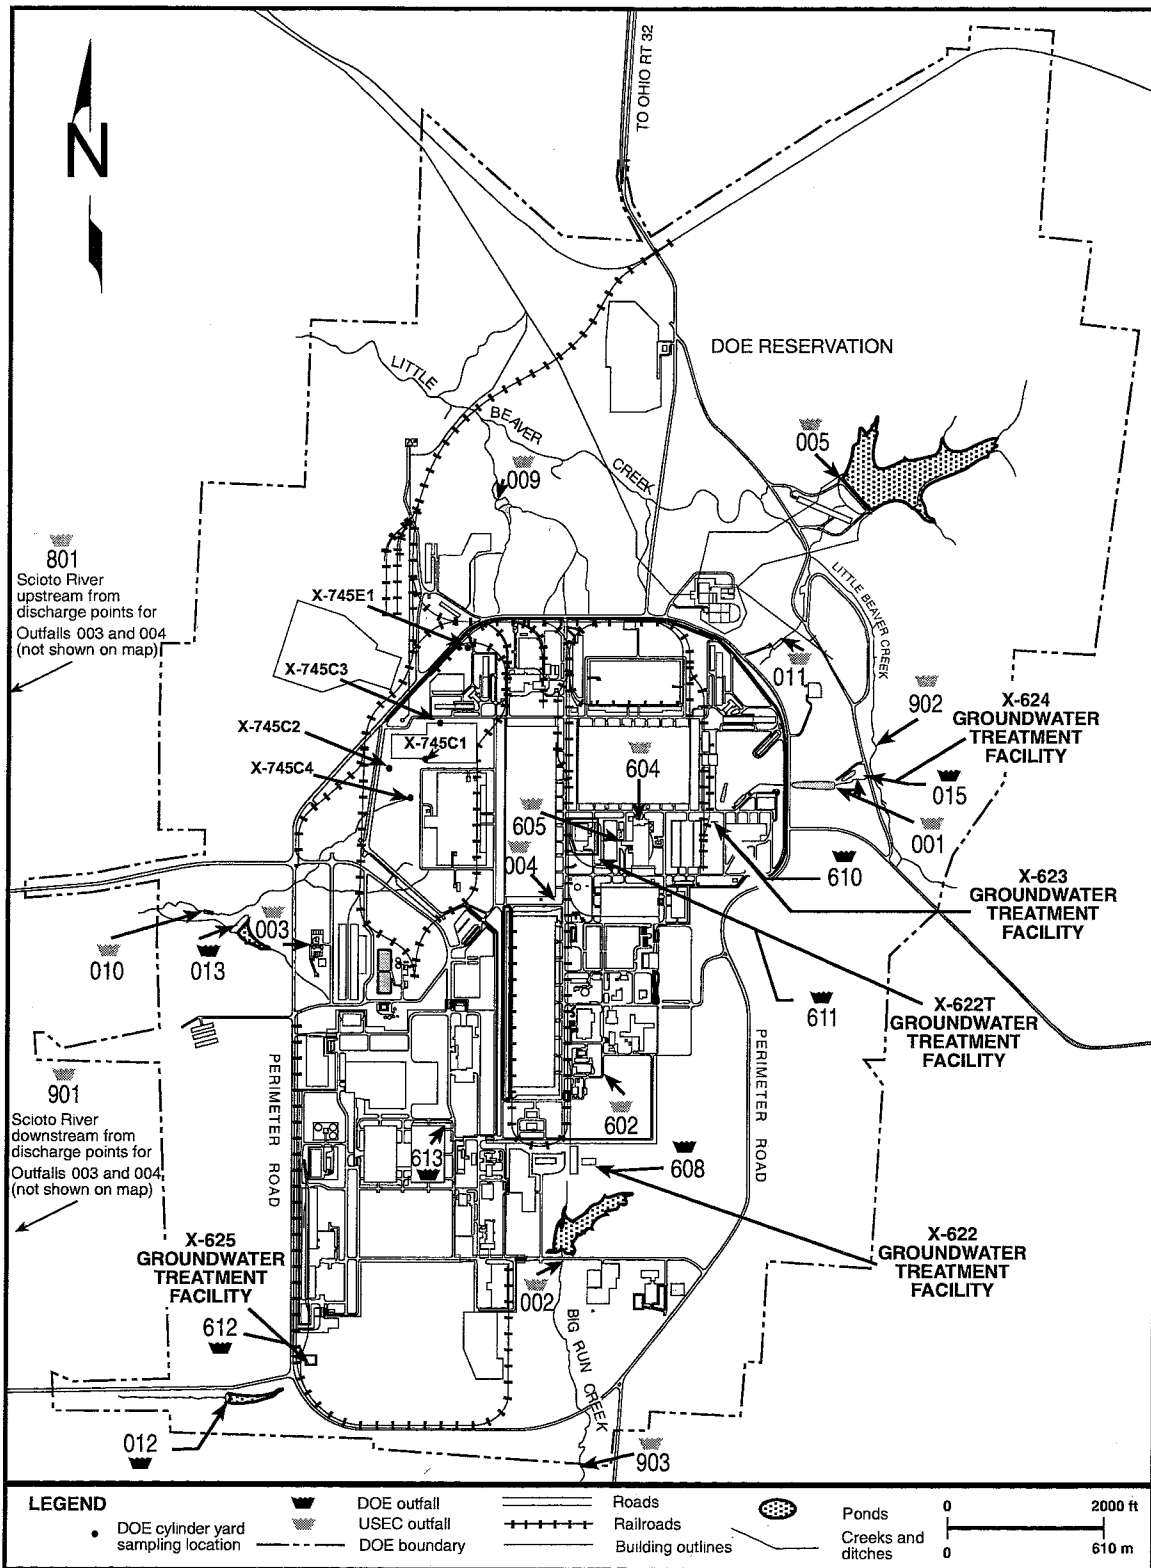 TO OHIO RT 32
N
DOE RESERVATION
LITTLE
BEAVER
CREEK
005
009
801
Scioto River
upstream from
discharge points for
Outfalls 003 and 004
(not shown on map)
X-745E1
LITTLE BEAVER CREEK
011
X-745C3
902
X-624
GROUNDWATER
TREATMENT
FACILITY
X-745C2
X-745C1
X-745C4
604
015
605
001
004
610
X-623
GROUNDWATER
TREATMENT
FACILITY
003
010
013
611
X-622T
GROUNDWATER
TREATMENT
FACILITY
PERIMETER ROAD
PERIMETER ROAD
901
Scioto River
downstream from
discharge points for
Outfalls 003 and 004
(not shown on map)
602
613
608
X-625
GROUNDWATER
TREATMENT
FACILITY
X-622
GROUNDWATER
TREATMENT
FACILITY
002
612
BIG RUN CREEK
012
903
LEGEND
DOE cylinder yard
sampling location
DOE outfall
USEC outfall
DOE boundary
Roads
Railroads
Building outlines
Ponds
Creeks and
ditches
0 2000 ft
0 610 m